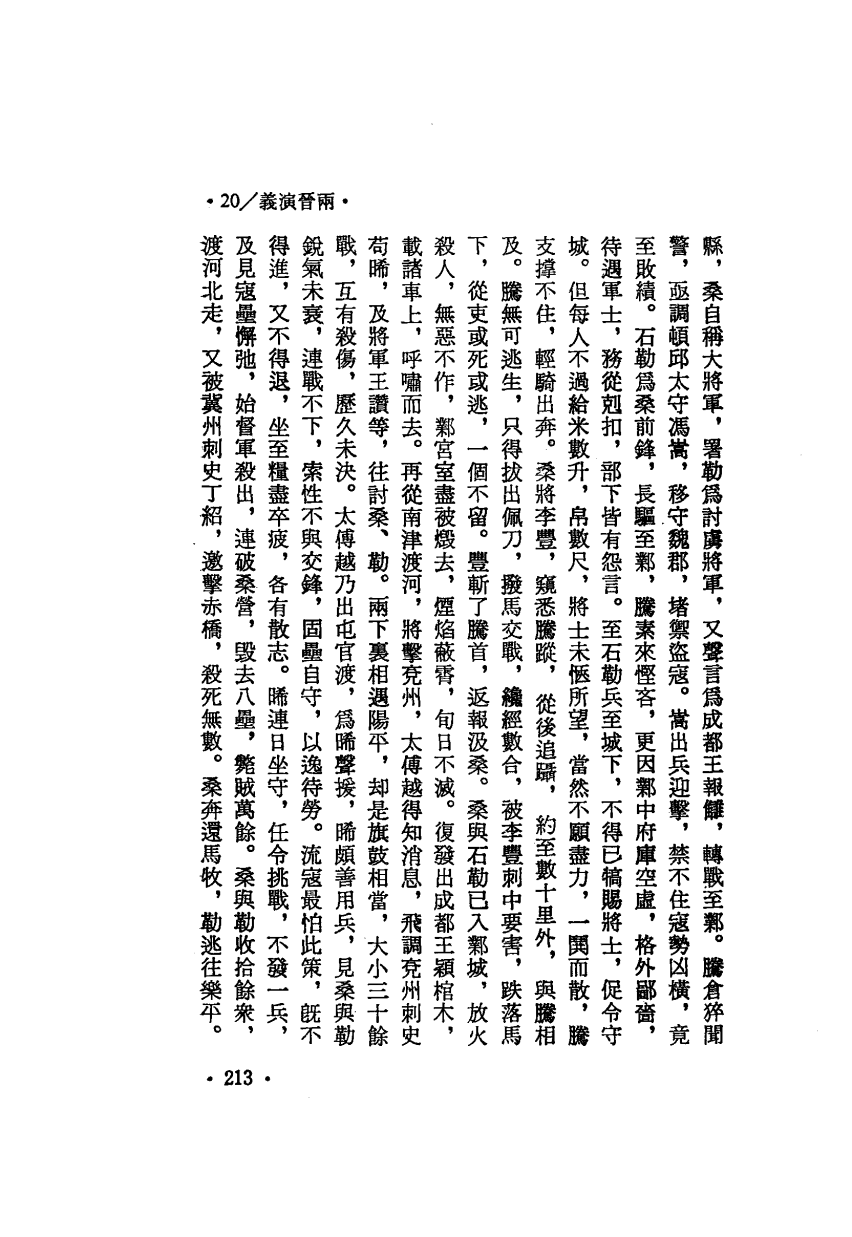 ·20/義演晉兩·
縣，桑自稱大將軍，署勒爲討虜將軍，又聲言爲成都王報讎，轉戰至鄴。騰倉猝聞
警，亟調頓邱太守馮嵩，移守魏郡，堵禦盜寇。嵩出兵迎擊，禁不住寇勢凶橫，竟
至敗績。石勒爲桑前鋒，長驅至鄴，騰素來慳吝，更因鄴中府庫空虛，格外鄙嗇，
待遇軍士，務從剋扣，部下皆有怨言。至石勒兵至城下，不得已犒賜將士，促令守
城。但每人不過給米數升，帛數尺，將士未愜所望，當然不願盡力，一鬨而散，騰
支撐不住，輕騎出奔。桑將李豐，窺悉騰蹤，從後追躡，約至數十里外，與騰相
及。騰無可逃生，只得拔出佩刀，撥馬交戰，纔經數合，被李豐刺中要害，跌落馬
下，從吏或死或逃，一個不留。豐斬了騰首，返報汲桑。桑與石勒已入鄴城，放火
殺人，無惡不作，鄴宮室盡被燬去，煙焰蔽霄，旬日不滅。復發出成都王穎棺木，
載諸車上，呼嘯而去。再從南津渡河，將擊兗州，太傅越得知消息，飛調兗州刺史
苟晞，及將軍王讚等，往討桑、勒。兩下裏相遇陽平，却是旗鼓相當，大小三十餘
戰，互有殺傷，歷久未決。太傅越乃出屯官渡，爲晞聲援，晞頗善用兵，見桑與勒
銳氣未衰，連戰不下，索性不與交鋒，固壘自守，以逸待勞。流寇最怕此策，旣不
得進，又不得退，坐至糧盡卒疲，各有散志。晞連日坐守，任令挑戰，不發一兵，
及見寇壘懈弛，始督軍殺出，連破桑營，毀去八壘，斃賊萬餘。桑與勒收拾餘衆，
渡河北走，又被冀州刺史丁紹，邀擊赤橋，殺死無數。桑奔還馬牧，勒逃往樂平。
·213·